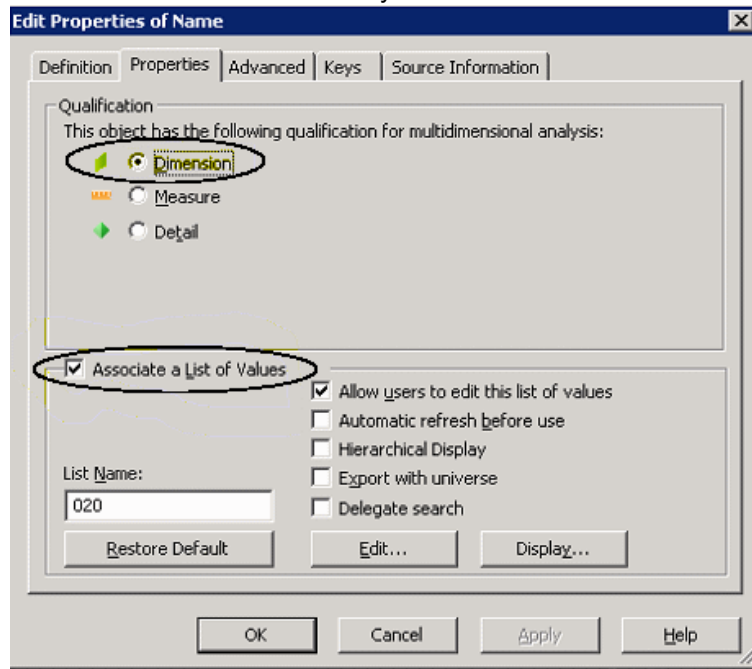 Edit Properties of Name
Definition Properties Advanced Keys Source Information
Qualification
This object has the following qualification for multidimensional analysis:
Dimension
Measure
Detail
Associate a List of Values
Allow users to edit this list of values
Automatic refresh before use
Hierarchical Display
List Name:
Export with universe
020
Delegate search
Restore Default Edit... Display...
OK Cancel Apply Help